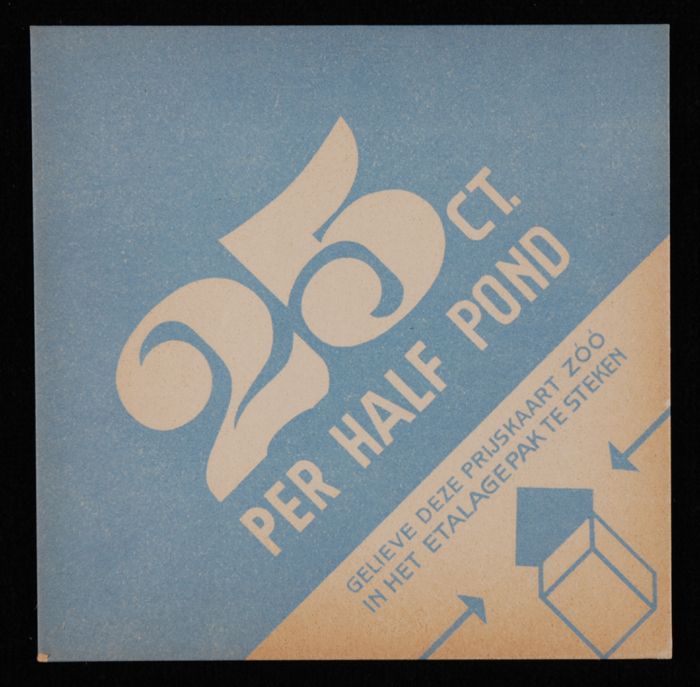 25 CT.
PER HALF POND
GELIEVE DEZE PRIJSKAART ZÓÓ
IN HET ETALAGEPAK TE STEKEN